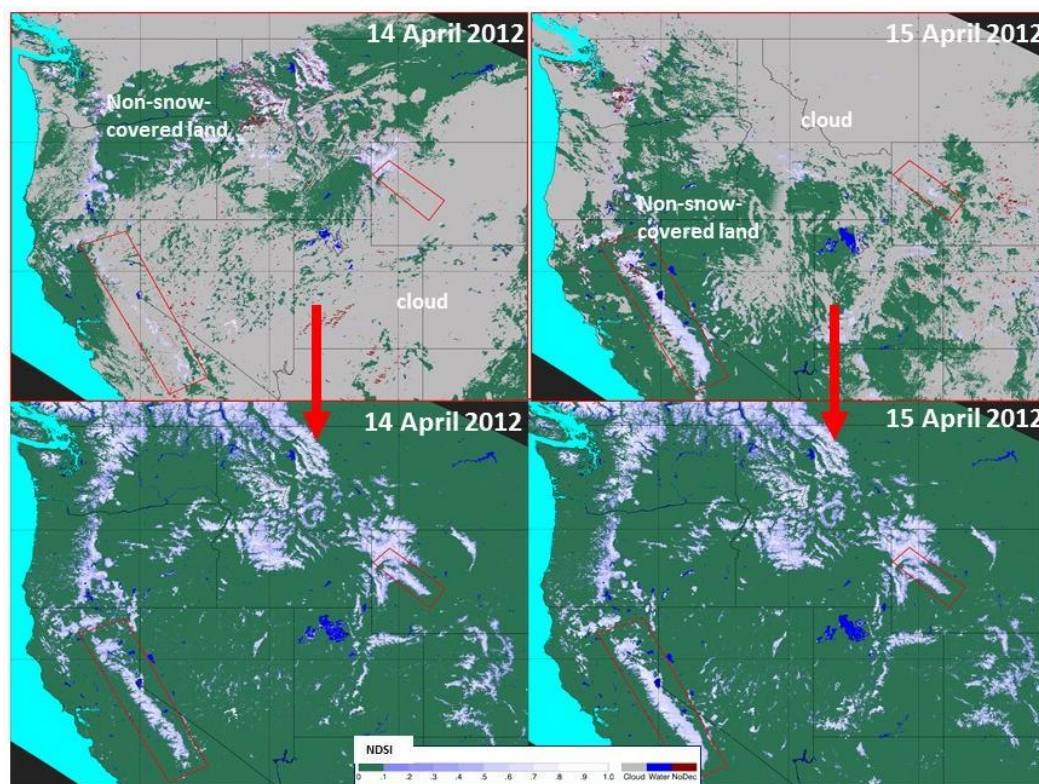 14 April 2012
Non-snow-
covered land
cloud
15 April 2012
cloud
Non-snow-
covered land
14 April 2012
15 April 2012
NDSI
0 .1 .2 .3 .4 .5 .6 .7 .8 1.0 Cloud Water NoDec